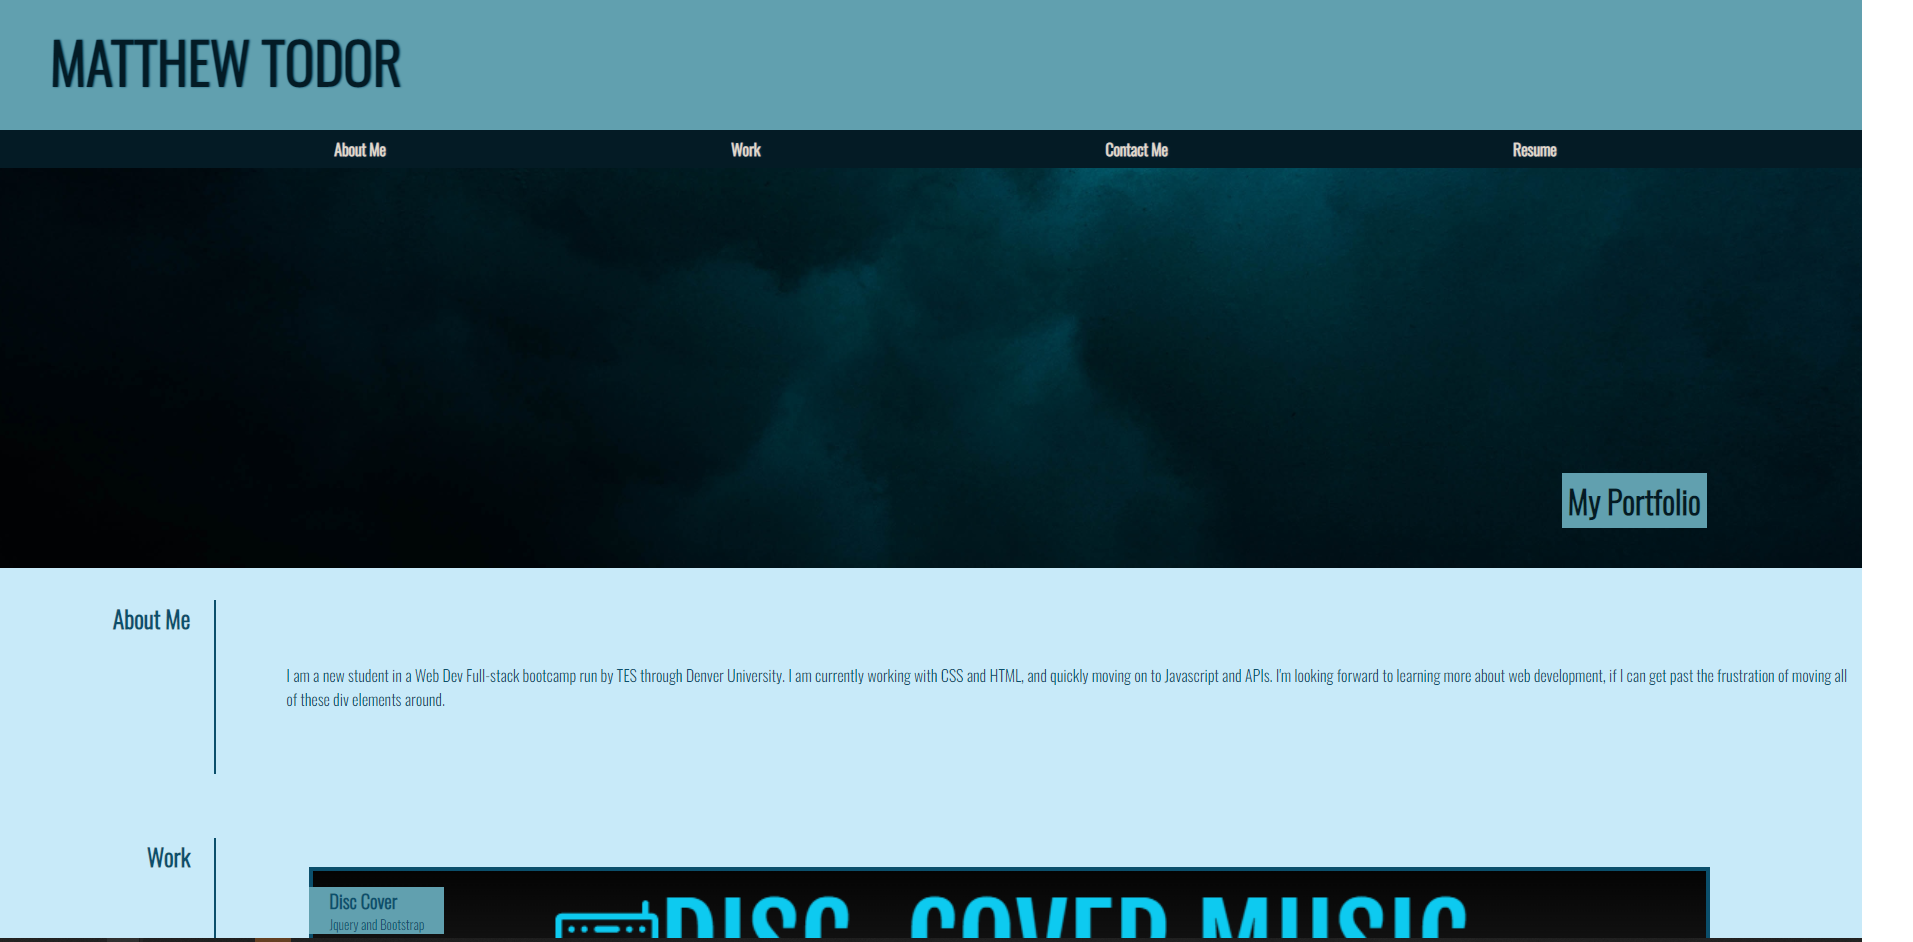 MATTHEW TODOR
About Me
Work
Contact Me
Resume
My Portfolio
About Me
I am a new student in a Web Dev Full-stack bootcamp run by TES through Denver University. I am currently working with CSS and HTML, and quickly moving on to Javascript and APIs. I'm looking forward to learning more about web development, if I can get past the frustration of moving all
of these div elements around.
Work
Disc Cover
Jquery and Bootstrap
DISC COVER MUSIC